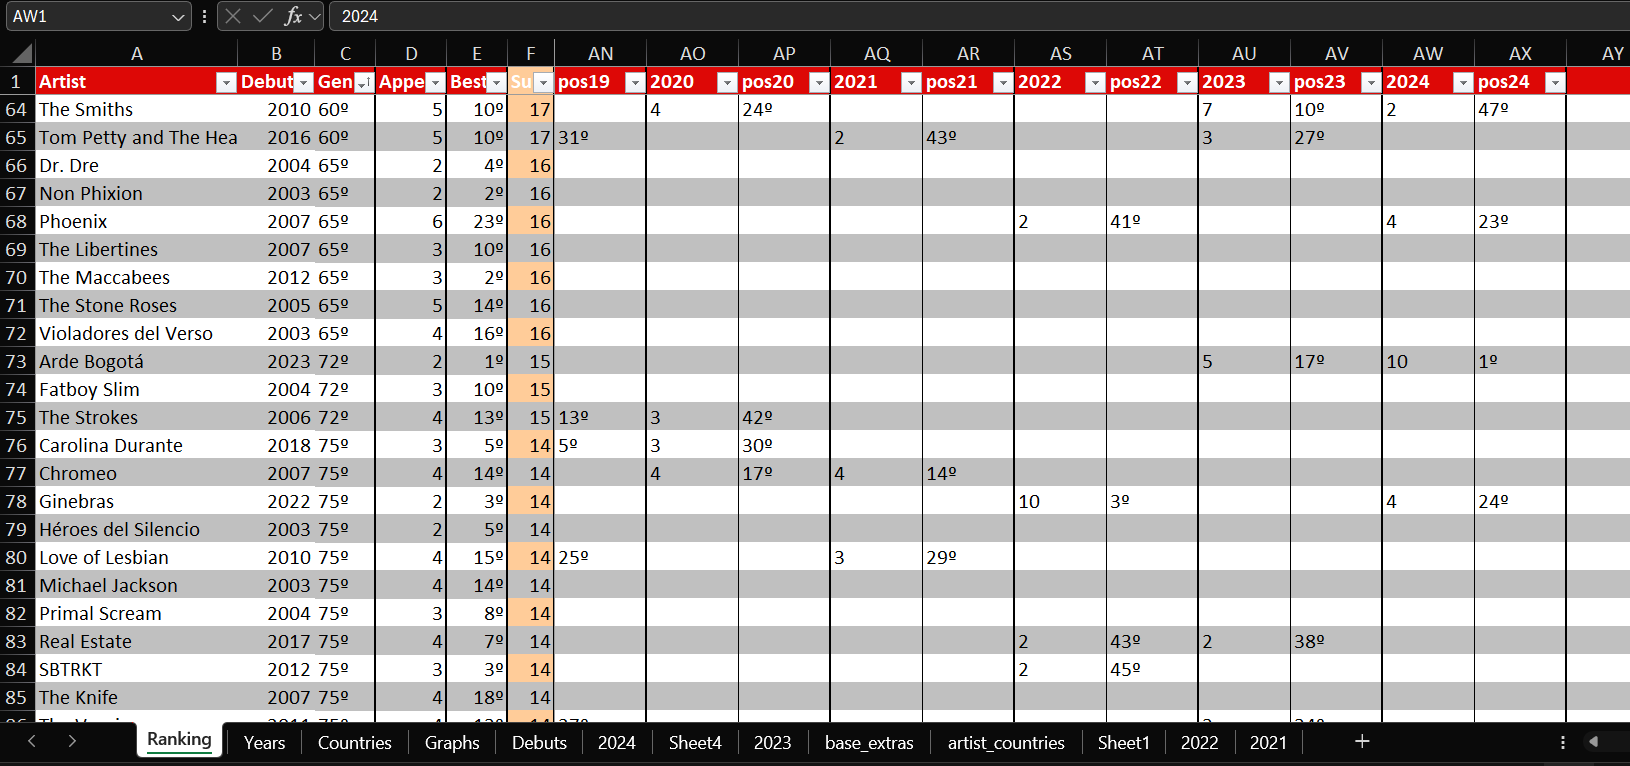 AW1 fx 2024
A B C D E F AN AO AP AQ AR AS AT AU AV AW AX AY
1 Artist Debut Gen Appe Best Su pos19 2020 pos20 2021 pos21 2022 pos22 2023 pos23 2024 pos24
64 The Smiths 2010 60º 5 10º 17 4 24º 7 10º 2 47º
65 Tom Petty and The Hea 2016 60º 5 10º 17 31º 2 43º 3 27º
66 Dr. Dre 2004 65º 2 4º 16
67 Non Phixion 2003 65º 2 2º 16
68 Phoenix 2007 65º 6 23º 16 2 41º 4 23º
69 The Libertines 2007 65º 3 10º 16
70 The Maccabees 2012 65º 3 2º 16
71 The Stone Roses 2005 65º 5 14º 16
72 Violadores del Verso 2003 65º 4 16º 16
73 Arde Bogotá 2023 72º 2 1º 15 5 17º 10 1º
74 Fatboy Slim 2004 72º 3 10º 15
75 The Strokes 2006 72º 4 13º 15 13º 3 42º
76 Carolina Durante 2018 75º 3 5º 14 5º 3 30º
77 Chromeo 2007 75º 4 14º 14 4 17º 4 14º
78 Ginebras 2022 75º 2 3º 14 10 3º 4 24º
79 Héroes del Silencio 2003 75º 2 5º 14
80 Love of Lesbian 2010 75º 4 15º 14 25º 3 29º
81 Michael Jackson 2003 75º 4 14º 14
82 Primal Scream 2004 75º 3 8º 14
83 Real Estate 2017 75º 4 7º 14 2 43º 2 38º
84 SBTRKT 2012 75º 3 3º 14 2 45º
85 The Knife 2007 75º 4 18º 14
Ranking Years Countries Graphs Debuts 2024 Sheet4 2023 base_extras artist_countries Sheet1 2022 2021